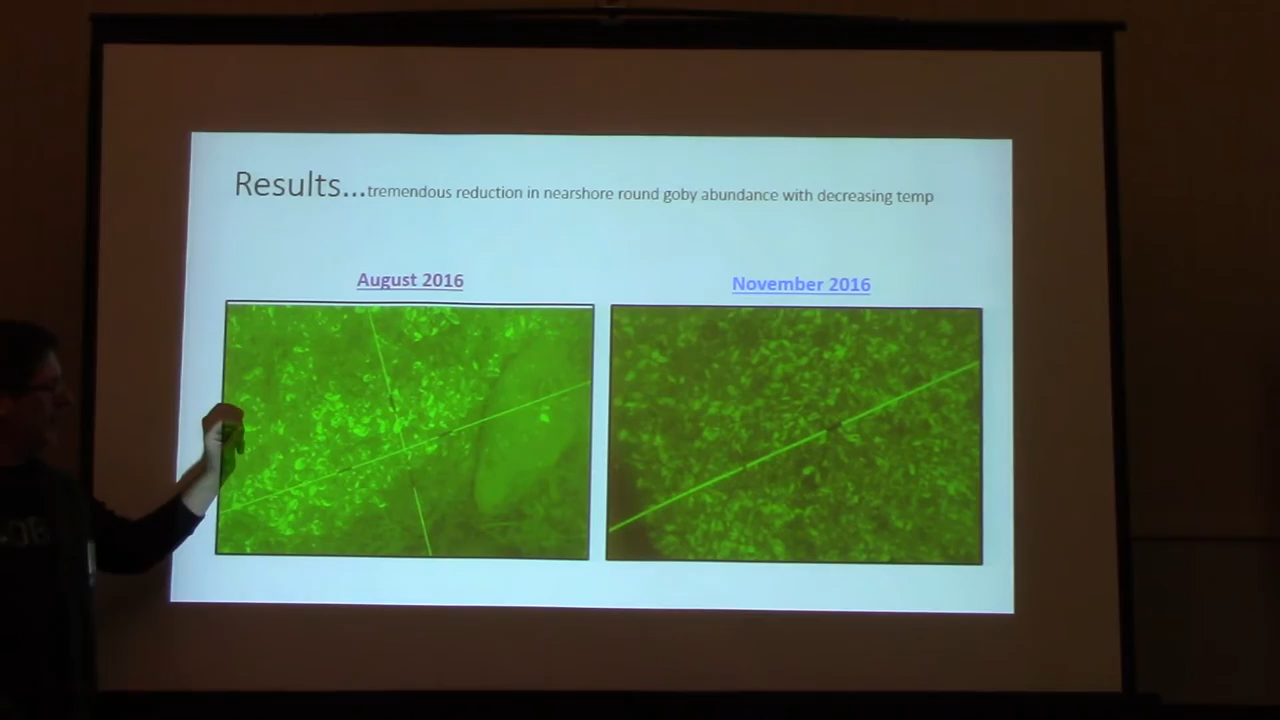 Results...tremendous reduction in nearshore round goby abundance with decreasing temp
August 2016
November 2016